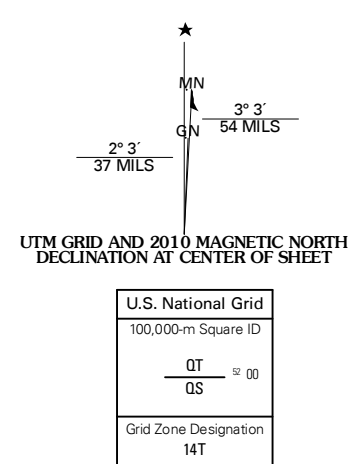 ★
MN
3° 3´
GN
54 MILS
2° 3´
37 MILS
UTM GRID AND 2010 MAGNETIC NORTH
DECLINATION AT CENTER OF SHEET
U.S. National Grid
100,000-m Square ID
QT
52 00
QS
Grid Zone Designation
14T